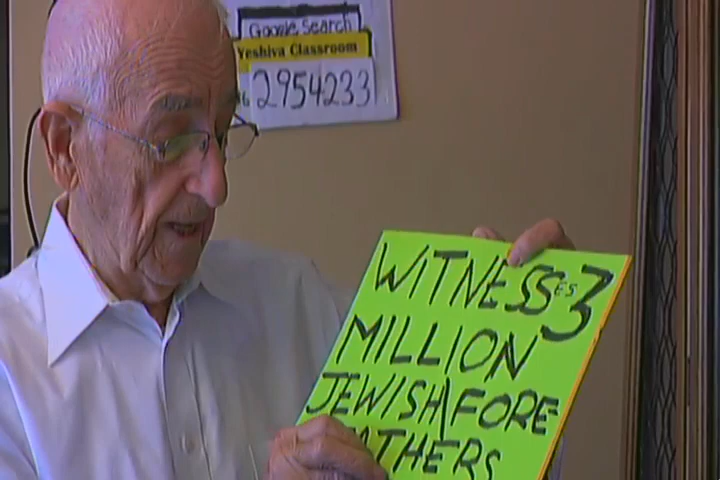 Google Search
Yeshiva Classroom
2954233
WITNESSES 3
MILLION
JEWISH\FORE-
FATHERS